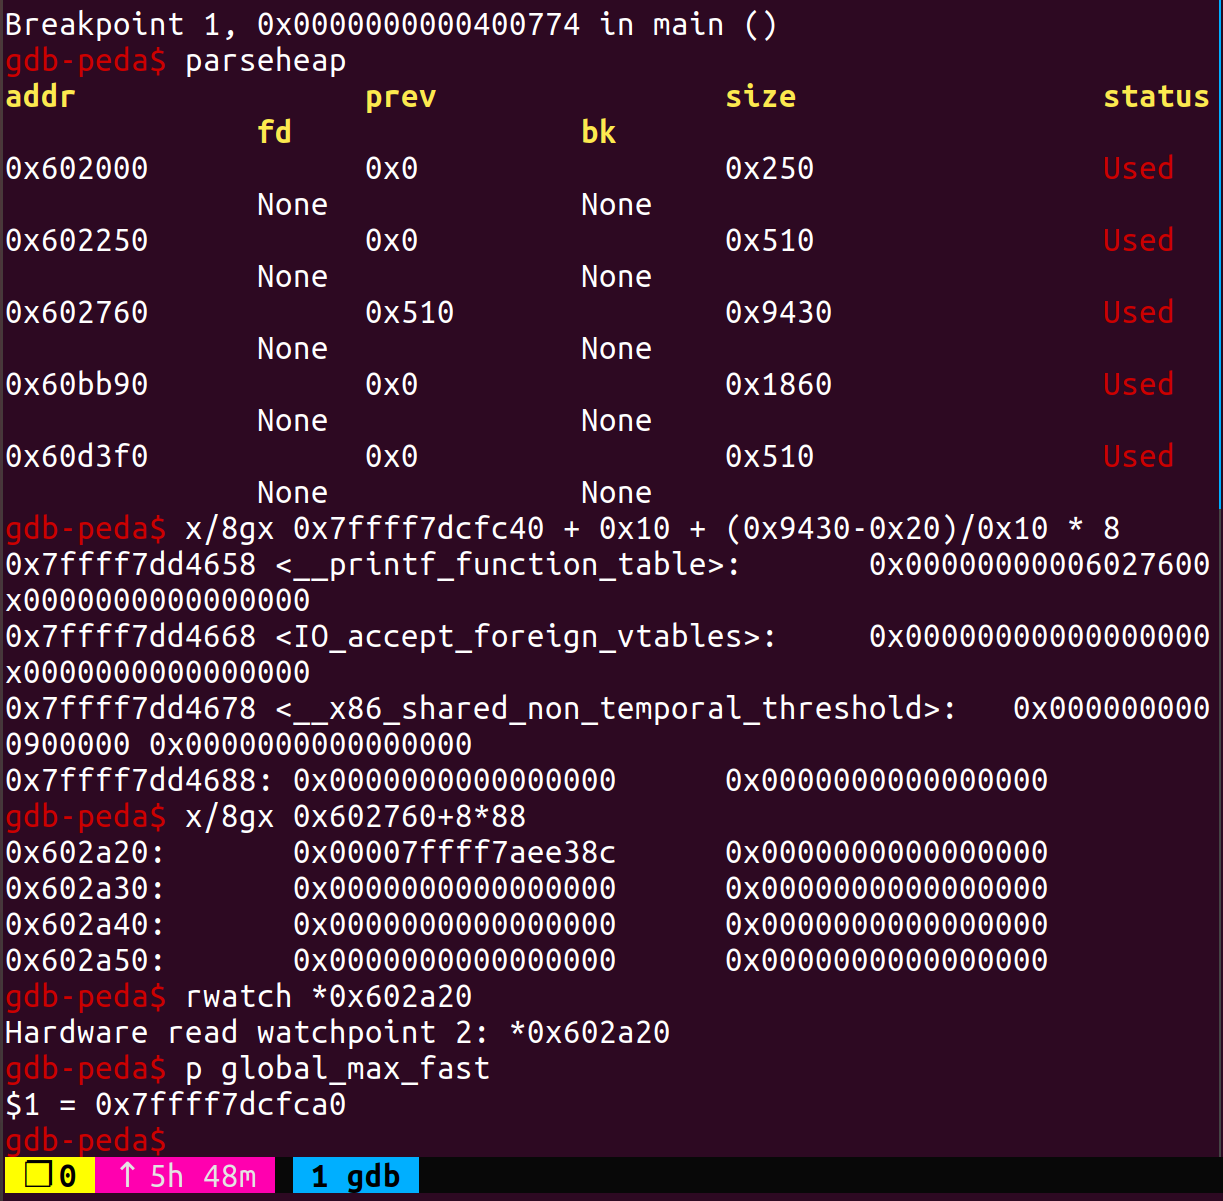 Breakpoint 1, 0x0000000000400774 in main ()
gdb-peda$ parseheap
addr                prev                size                 status
              fd                bk
0x602000            0x0                 0x250                Used
              None              None
0x602250            0x0                 0x510                Used
              None              None
0x602760            0x510               0x9430               Used
              None              None
0x60bb90            0x0                 0x1860               Used
              None              None
0x60d3f0            0x0                 0x510                Used
              None              None
gdb-peda$ x/8gx 0x7ffff7dcfc40 + 0x10 + (0x9430-0x20)/0x10 * 8
0x7ffff7dd4658 <__printf_function_table>:       0x00000000006027600
x0000000000000000
0x7ffff7dd4668 <IO_accept_foreign_vtables>:     0x00000000000000000
x0000000000000000
0x7ffff7dd4678 <__x86_shared_non_temporal_threshold>:   0x000000000
0900000 0x0000000000000000
0x7ffff7dd4688: 0x0000000000000000      0x0000000000000000
gdb-peda$ x/8gx 0x602760+8*88
0x602a20:       0x00007ffff7aee38c      0x0000000000000000
0x602a30:       0x0000000000000000      0x0000000000000000
0x602a40:       0x0000000000000000      0x0000000000000000
0x602a50:       0x0000000000000000      0x0000000000000000
gdb-peda$ rwatch *0x602a20
Hardware read watchpoint 2: *0x602a20
gdb-peda$ p global_max_fast
$1 = 0x7ffff7dcfca0
gdb-peda$
❐ 0  ↑ 5h 48m  1 gdb